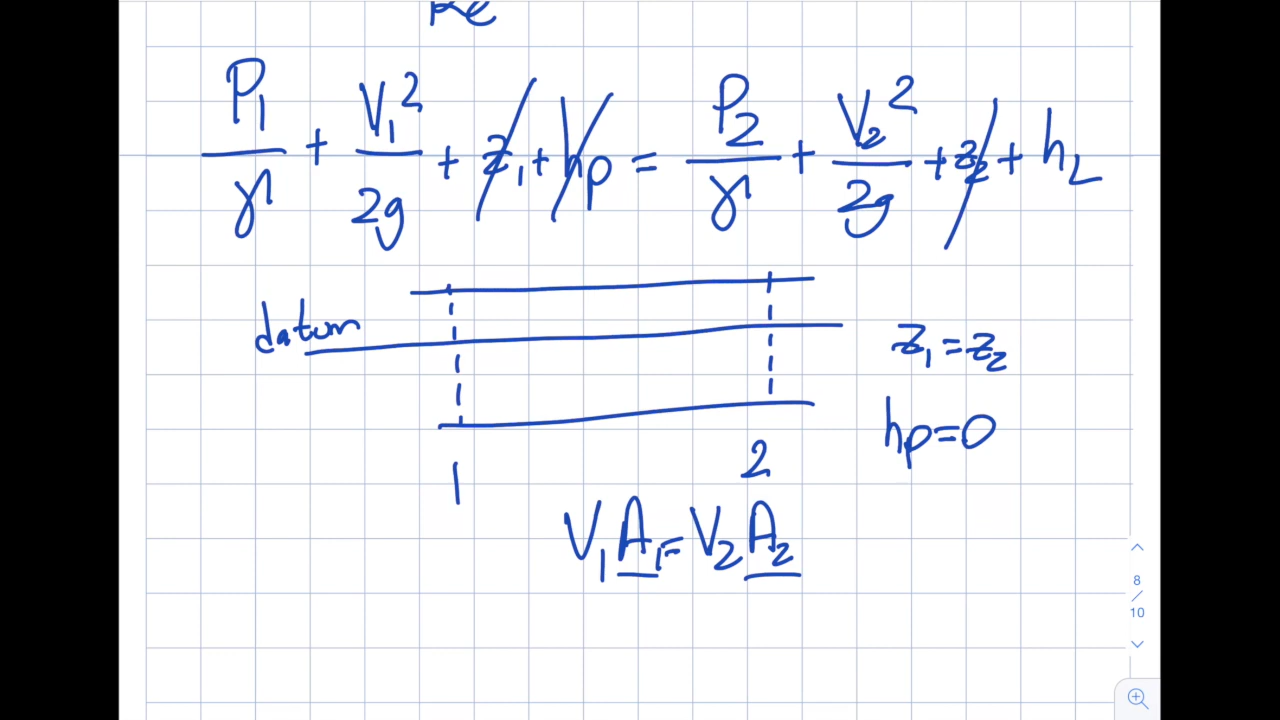 Re
P₁/γ + V₁²/2g + z₁ + hp = P₂/γ + V₂²/2g + z₂ + hL
datum
z₁ = z₂
hp = 0
1 2
V₁A₁ = V₂A₂
8
/
10